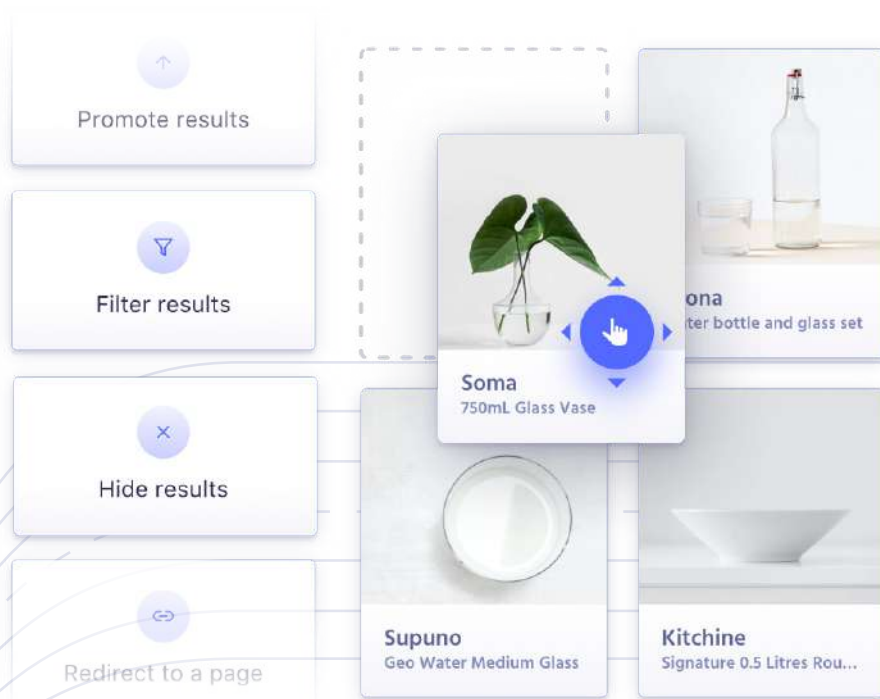 Promote results
Filter results
Hide results
Redirect to a page
ona
ter bottle and glass set
Soma
750mL Glass Vase
Supuno
Geo Water Medium Glass
Kitchine
Signature 0.5 Litres Rou...